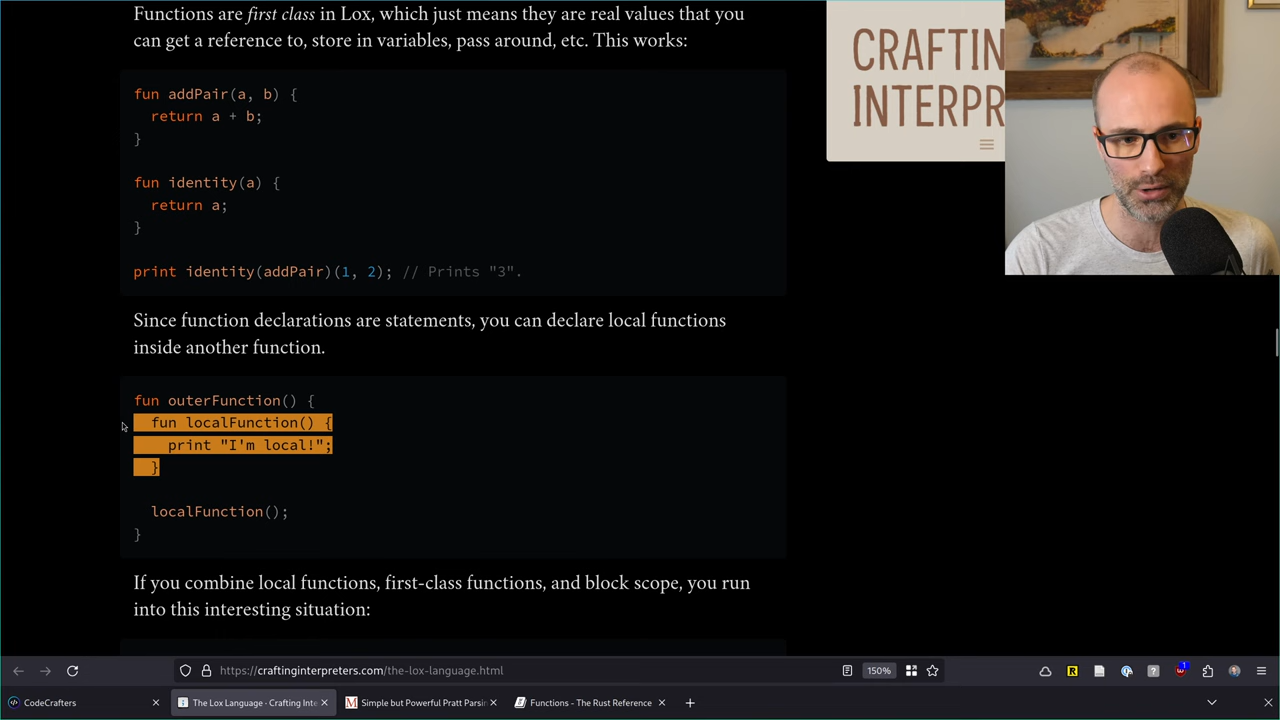 Functions are first class in Lox, which just means they are real values that you
can get a reference to, store in variables, pass around, etc. This works:
CRAFTIN
INTERPR
fun addPair(a, b) {
  return a + b;
}
fun identity(a) {
  return a;
}
print identity(addPair)(1, 2); // Prints "3".
Since function declarations are statements, you can declare local functions
inside another function.
fun outerFunction() {
  fun localFunction() {
    print "I'm local!";
  }
  localFunction();
}
If you combine local functions, first-class functions, and block scope, you run
into this interesting situation:
https://craftinginterpreters.com/the-lox-language.html
150%
1
CodeCrafters
The Lox Language · Crafting Inte
Simple but Powerful Pratt Parsin
Functions - The Rust Reference